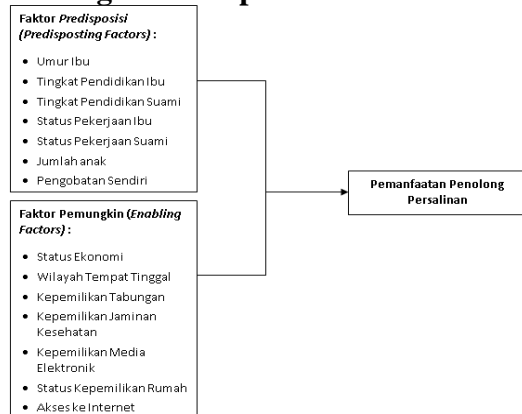 Faktor Predisposisi
(Predisposting Factors) :
• Umur Ibu
• Tingkat Pendidikan Ibu
• Tingkat Pendidikan Suami
• Status Pekerjaan Ibu
• Status Pekerjaan Suami
• Jumlah anak
• Pengobatan Sendiri
Pemanfaatan Penolong
Persalinan
Faktor Pemungkin (Enabling
Factors) :
• Status Ekonomi
• Wilayah Tempat Tinggal
• Kepemilikan Tabungan
• Kepemilikan Jaminan
Kesehatan
• Kepemilikan Media
Elektronik
• Status Kepemilikan Rumah
• Akses ke Internet